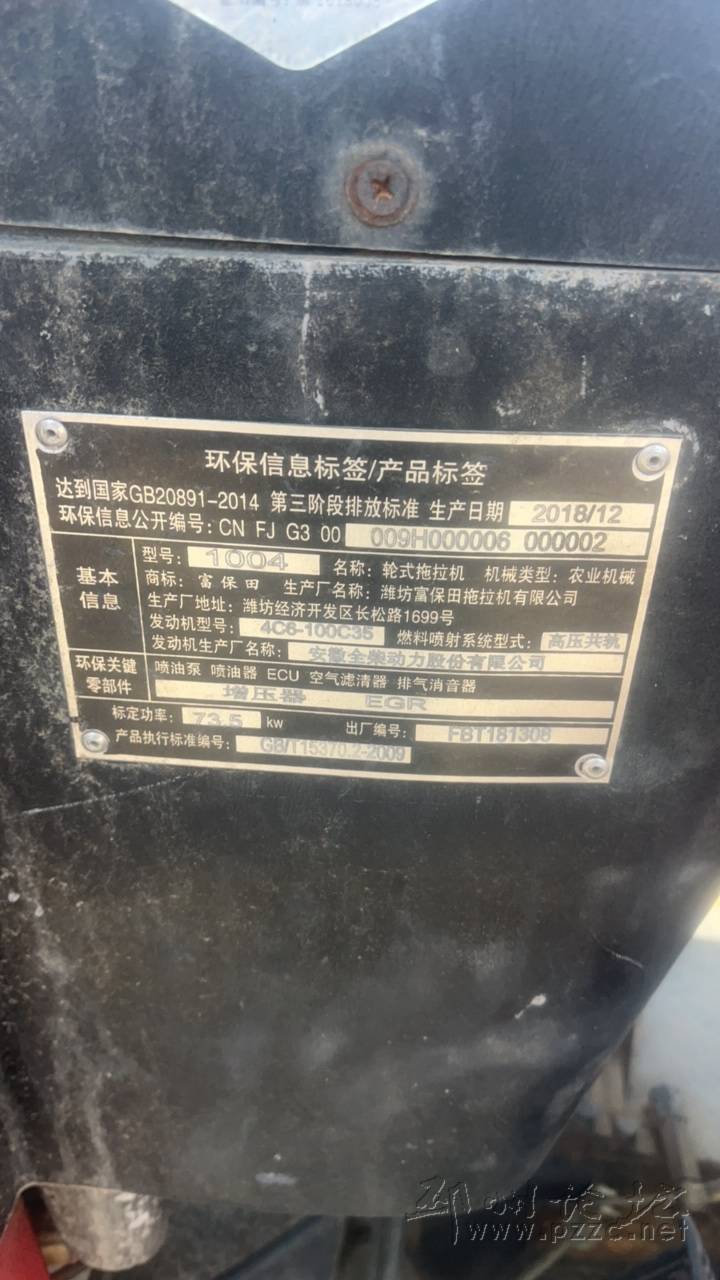 环保信息标签/产品标签
达到国家GB20891-2014 第三阶段排放标准 生产日期 2018/12
环保信息公开编号: CN FJ G3 00 009H000006 000002
基本信息
型号: 1004 名称: 轮式拖拉机 机械类型: 农业机械
商标: 富保田 生产厂名称: 潍坊富保田拖拉机有限公司
生产厂地址: 潍坊经济开发区长松路1699号
发动机型号: 4C6-100C35 燃料喷射系统型式: 高压共轨
发动机生产厂名称: 安徽全柴动力股份有限公司
环保关键零部件
喷油泵 喷油器 ECU 空气滤清器 排气消音器
增压器 EGR
标定功率: 73.5 kw 出厂编号: FBT181308
产品执行标准编号: GB/T15370.2-2009
邳州论坛
www.pzzc.net